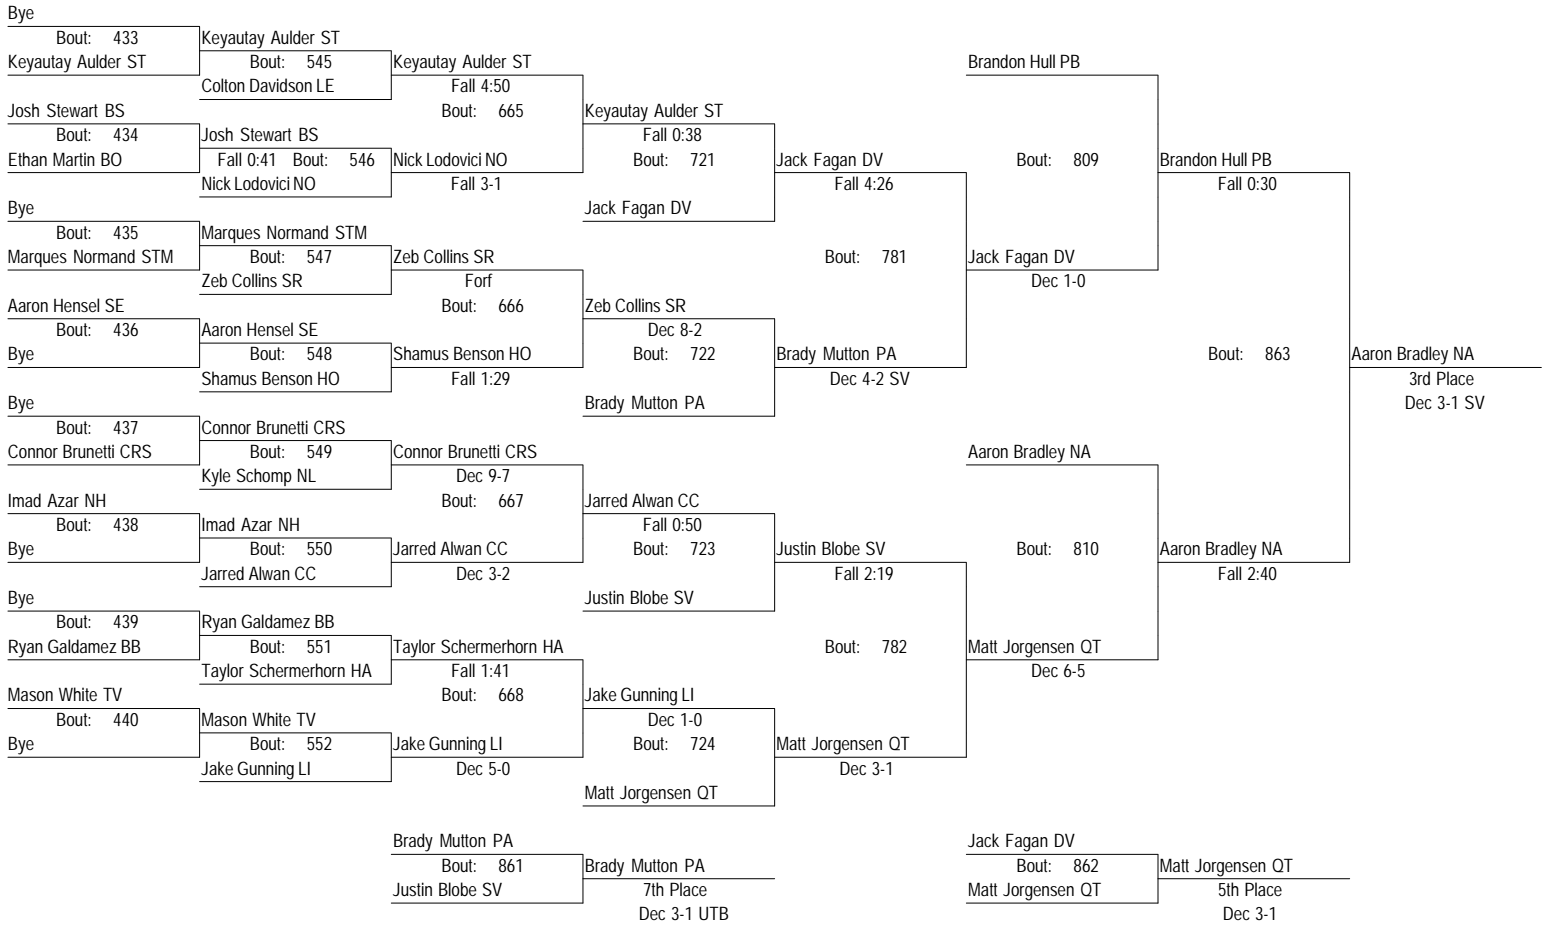 Bye
Bout: 433 Keyautay Aulder ST
Keyautay Aulder ST Bout: 545 Keyautay Aulder ST Brandon Hull PB
Colton Davidson LE Fall 4:50
Josh Stewart BS Bout: 665 Keyautay Aulder ST
Bout: 434 Josh Stewart BS Fall 0:38
Ethan Martin BO Fall 0:41 Bout: 546 Nick Lodovici NO Bout: 721 Jack Fagan DV Bout: 809 Brandon Hull PB
Nick Lodovici NO Fall 3-1 Fall 4:26 Fall 0:30
Bye Jack Fagan DV
Bout: 435 Marques Normand STM
Marques Normand STM Bout: 547 Zeb Collins SR Bout: 781 Jack Fagan DV
Zeb Collins SR Forf Dec 1-0
Aaron Hensel SE Bout: 666 Zeb Collins SR
Bout: 436 Aaron Hensel SE Dec 8-2
Bye Bout: 548 Shamus Benson HO Bout: 722 Brady Mutton PA Bout: 863 Aaron Bradley NA
Shamus Benson HO Fall 1:29 Dec 4-2 SV 3rd Place
Bye Brady Mutton PA Dec 3-1 SV
Bout: 437 Connor Brunetti CRS
Connor Brunetti CRS Bout: 549 Connor Brunetti CRS Aaron Bradley NA
Kyle Schomp NL Dec 9-7
Imad Azar NH Bout: 667 Jarred Alwan CC
Bout: 438 Imad Azar NH Fall 0:50
Bye Bout: 550 Jarred Alwan CC Bout: 723 Justin Blobe SV Bout: 810 Aaron Bradley NA
Jarred Alwan CC Dec 3-2 Fall 2:19 Fall 2:40
Bye Justin Blobe SV
Bout: 439 Ryan Galdamez BB
Ryan Galdamez BB Bout: 551 Taylor Schermerhorn HA Bout: 782 Matt Jorgensen QT
Taylor Schermerhorn HA Fall 1:41 Dec 6-5
Mason White TV Bout: 668 Jake Gunning LI
Bout: 440 Mason White TV Dec 1-0
Bye Bout: 552 Jake Gunning LI Bout: 724 Matt Jorgensen QT
Jake Gunning LI Dec 5-0 Dec 3-1
Matt Jorgensen QT
Brady Mutton PA Jack Fagan DV
Bout: 861 Brady Mutton PA Bout: 862 Matt Jorgensen QT
Justin Blobe SV 7th Place Matt Jorgensen QT 5th Place
Dec 3-1 UTB Dec 3-1